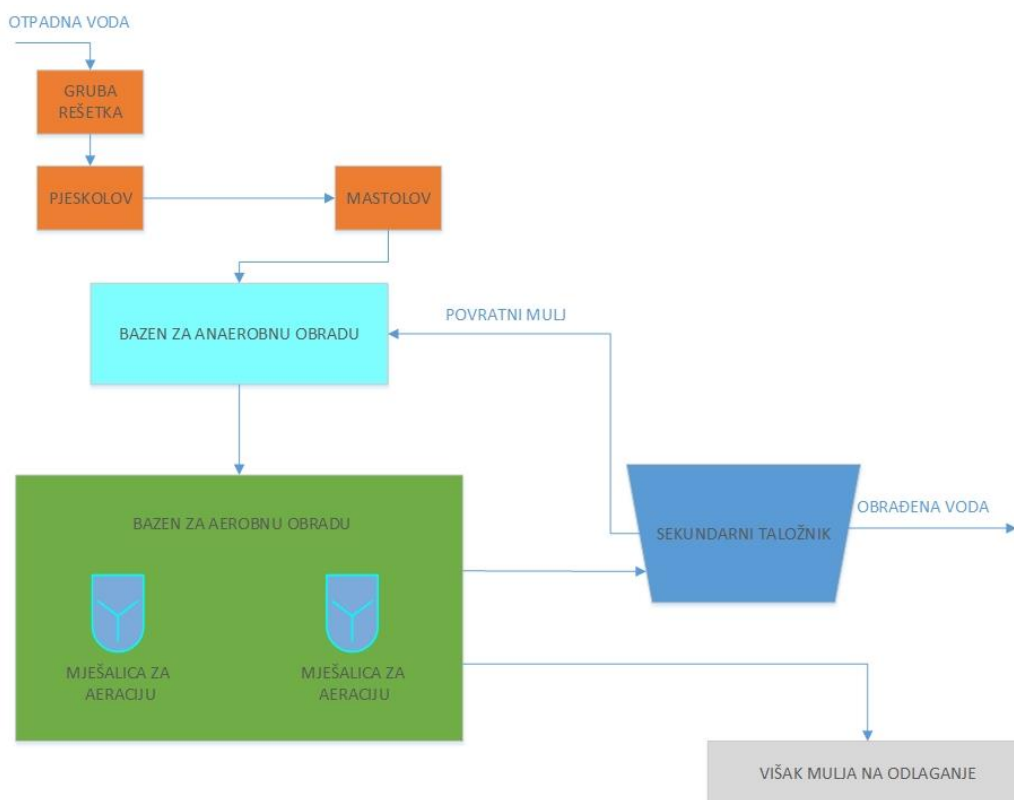 OTPADNA VODA
GRUBA
REŠETKA
PJESKOLOV
MASTOLOV
BAZEN ZA ANAEROBNU OBRADU
POVRATNI MULJ
BAZEN ZA AEROBNU OBRADU
MJEŠALICA ZA
AERACIJU
MJEŠALICA ZA
AERACIJU
SEKUNDARNI TALOŽNIK
OBRAĐENA VODA
VIŠAK MULJA NA ODLAGANJE